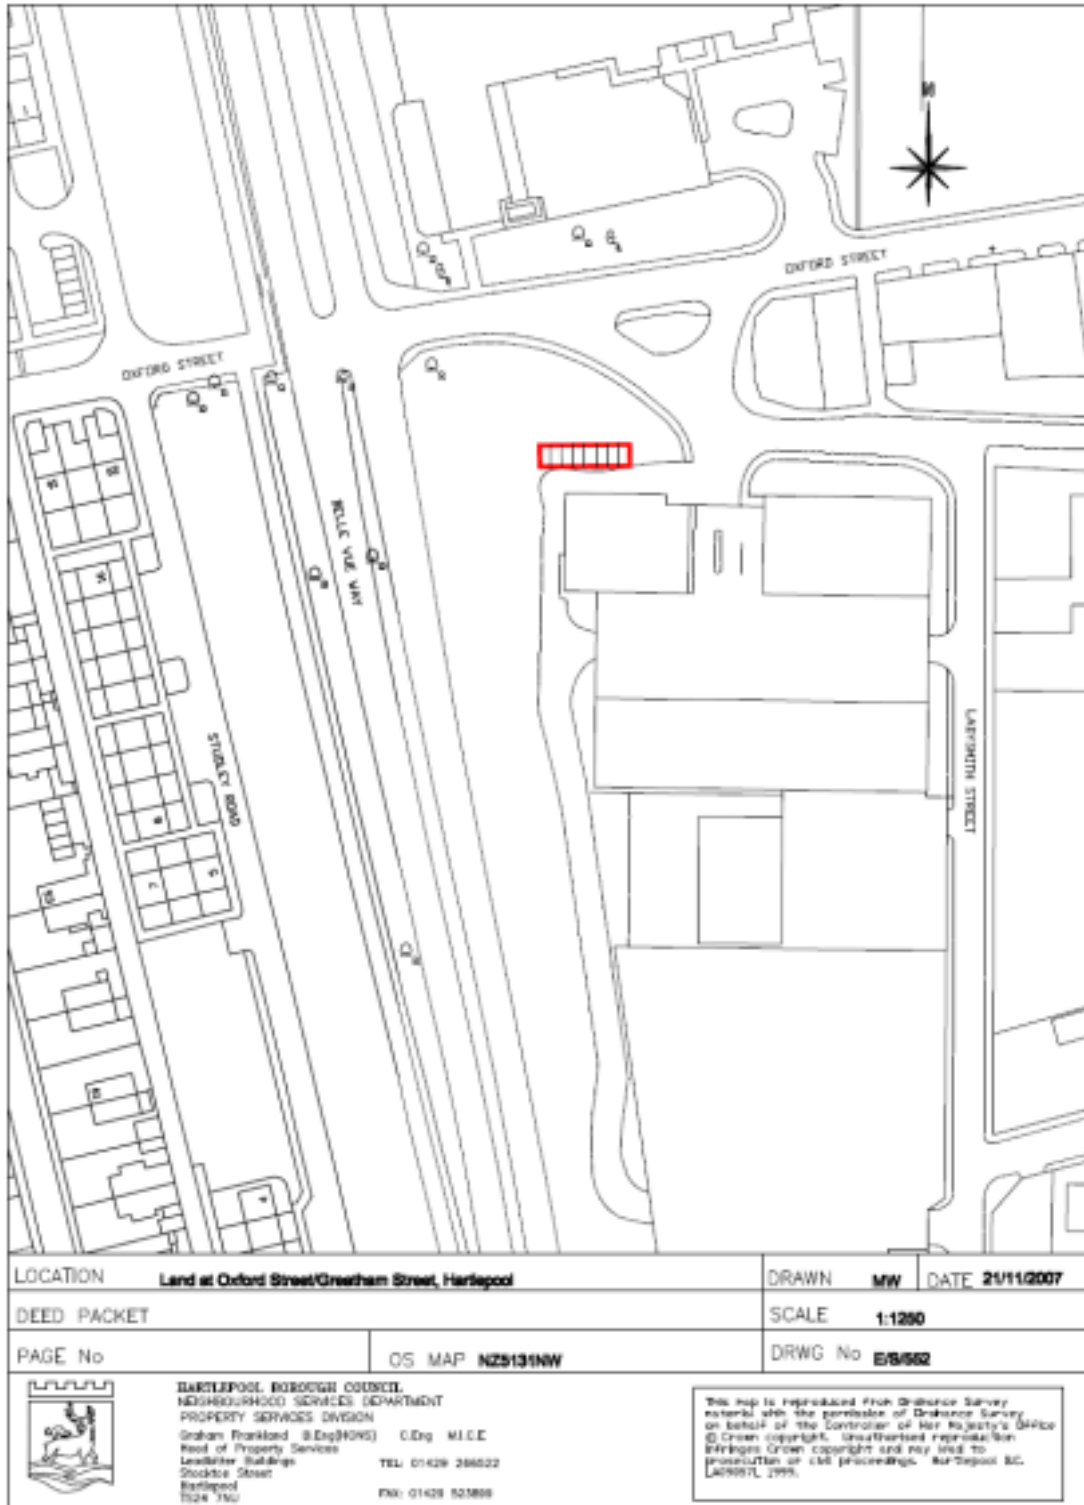 N
OXFORD STREET
OXFORD STREET
BELLE VUE WAY
STUDLEY ROAD
LADYSMITH STREET
LOCATION Land at Oxford Street/Greatham Street, Hartlepool
DRAWN MW DATE 21/11/2007
DEED PACKET
SCALE 1:1250
PAGE No
OS MAP NZ5131NW
DRWG No E/S/552
HARTLEPOOL BOROUGH COUNCIL
NEIGHBOURHOOD SERVICES DEPARTMENT
PROPERTY SERVICES DIVISION
Graham Frankland B.Eng(HONS) C.Eng M.I.C.E
Head of Property Services
Leadbitter Buildings TEL: 01429 266522
Stockton Street
Hartlepool
TS24 7NU FAX: 01429 523899
This map is reproduced from Ordnance Survey
material with the permission of Ordnance Survey
on behalf of the Controller of Her Majesty's Office
© Crown copyright. Unauthorised reproduction
infringes Crown copyright and may lead to
prosecution or civil proceedings. Hartlepool BC.
1999.